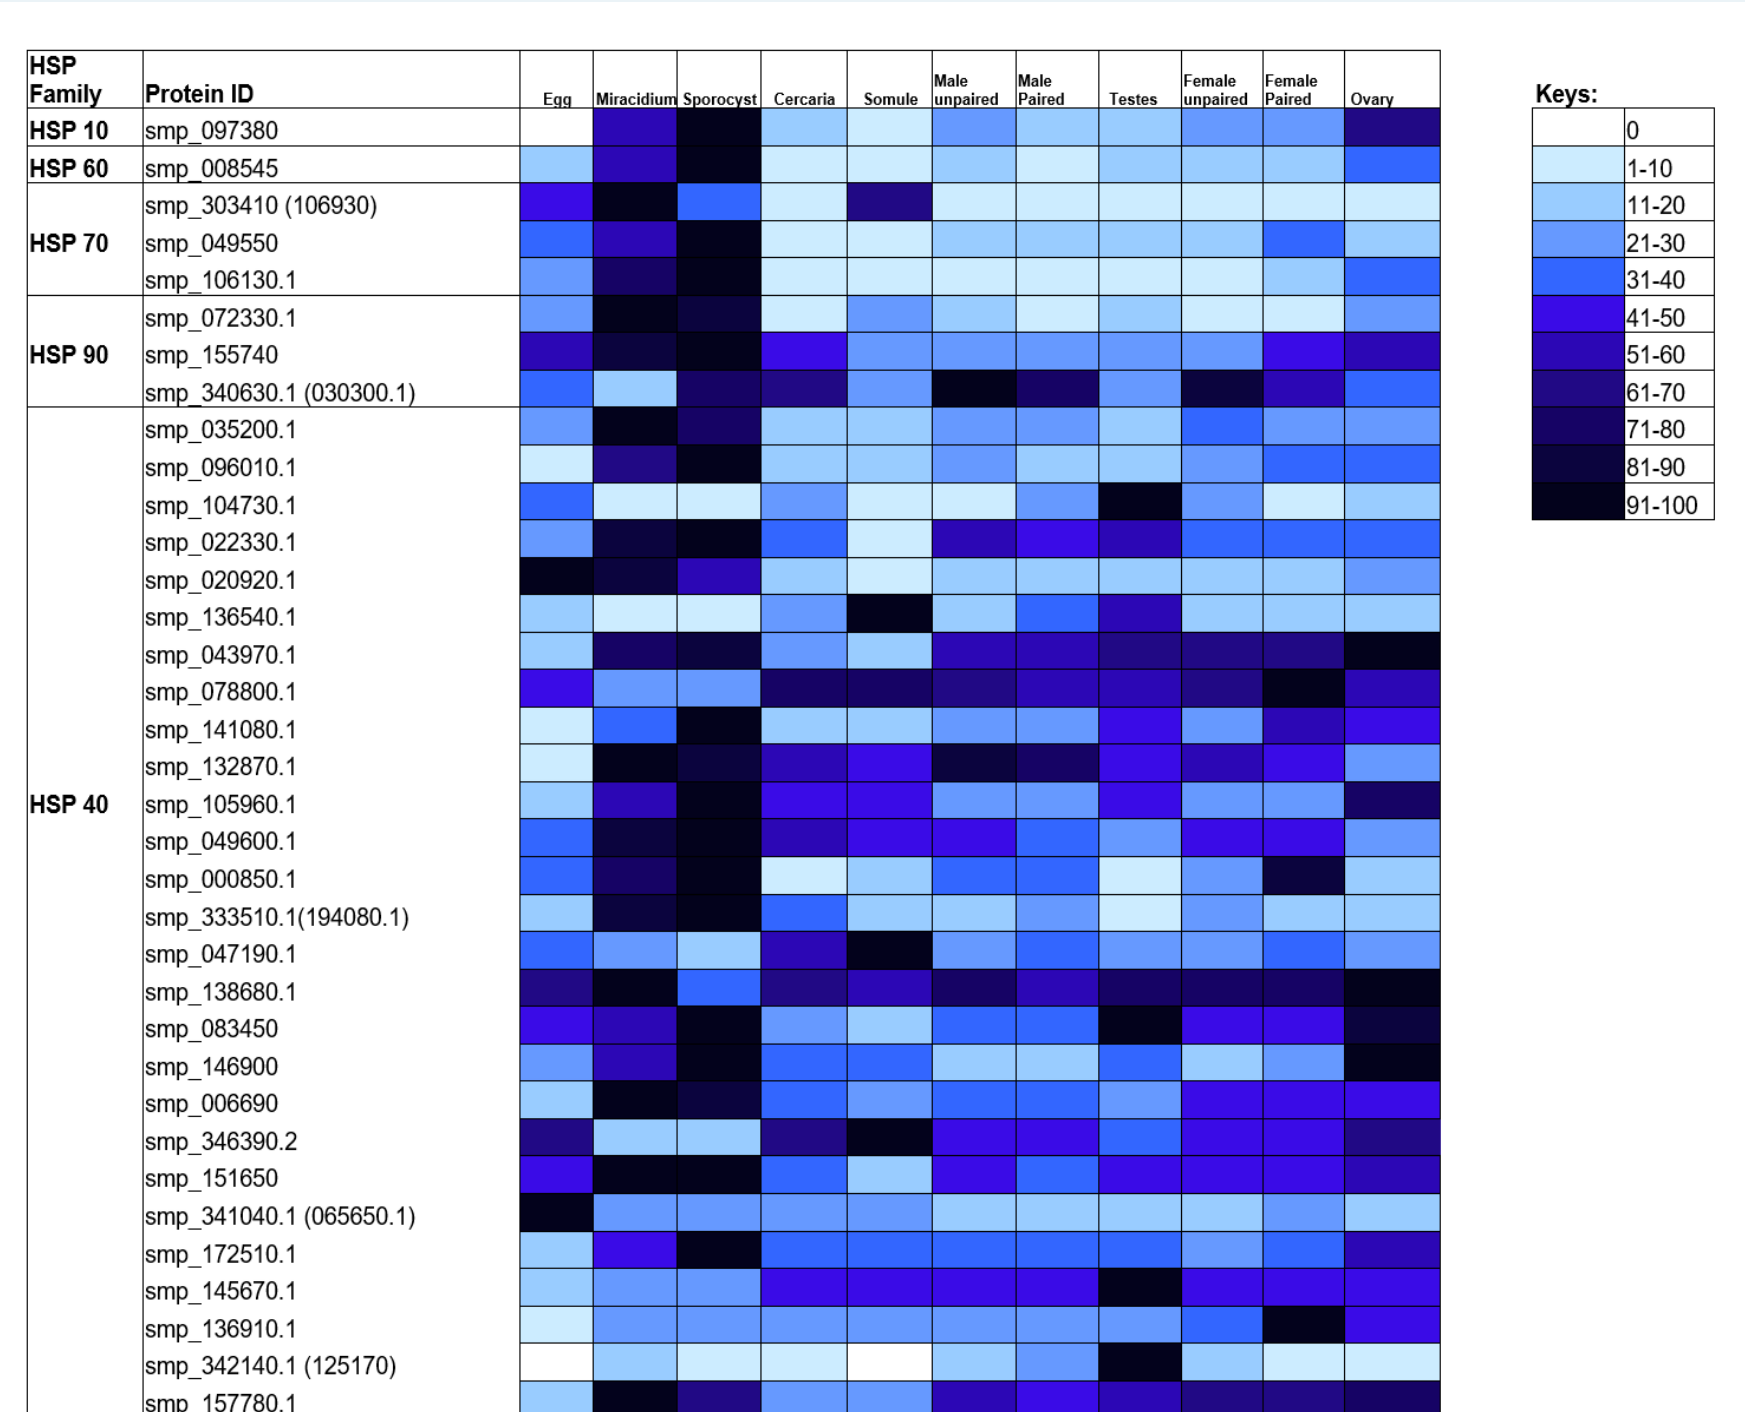 HSP Family Protein ID Egg Miracidium Sporocyst Cercaria Somule Male unpaired Male Paired Testes Female unpaired Female Paired Ovary
HSP 10 smp_097380
HSP 60 smp_008545
smp_303410 (106930)
HSP 70 smp_049550
smp_106130.1
smp_072330.1
HSP 90 smp_155740
smp_340630.1 (030300.1)
smp_035200.1
smp_096010.1
smp_104730.1
smp_022330.1
smp_020920.1
smp_136540.1
smp_043970.1
smp_078800.1
smp_141080.1
smp_132870.1
HSP 40 smp_105960.1
smp_049600.1
smp_000850.1
smp_333510.1(194080.1)
smp_047190.1
smp_138680.1
smp_083450
smp_146900
smp_006690
smp_346390.2
smp_151650
smp_341040.1 (065650.1)
smp_172510.1
smp_145670.1
smp_136910.1
smp_342140.1 (125170)
smp_157780.1
Keys:
0
1-10
11-20
21-30
31-40
41-50
51-60
61-70
71-80
81-90
91-100